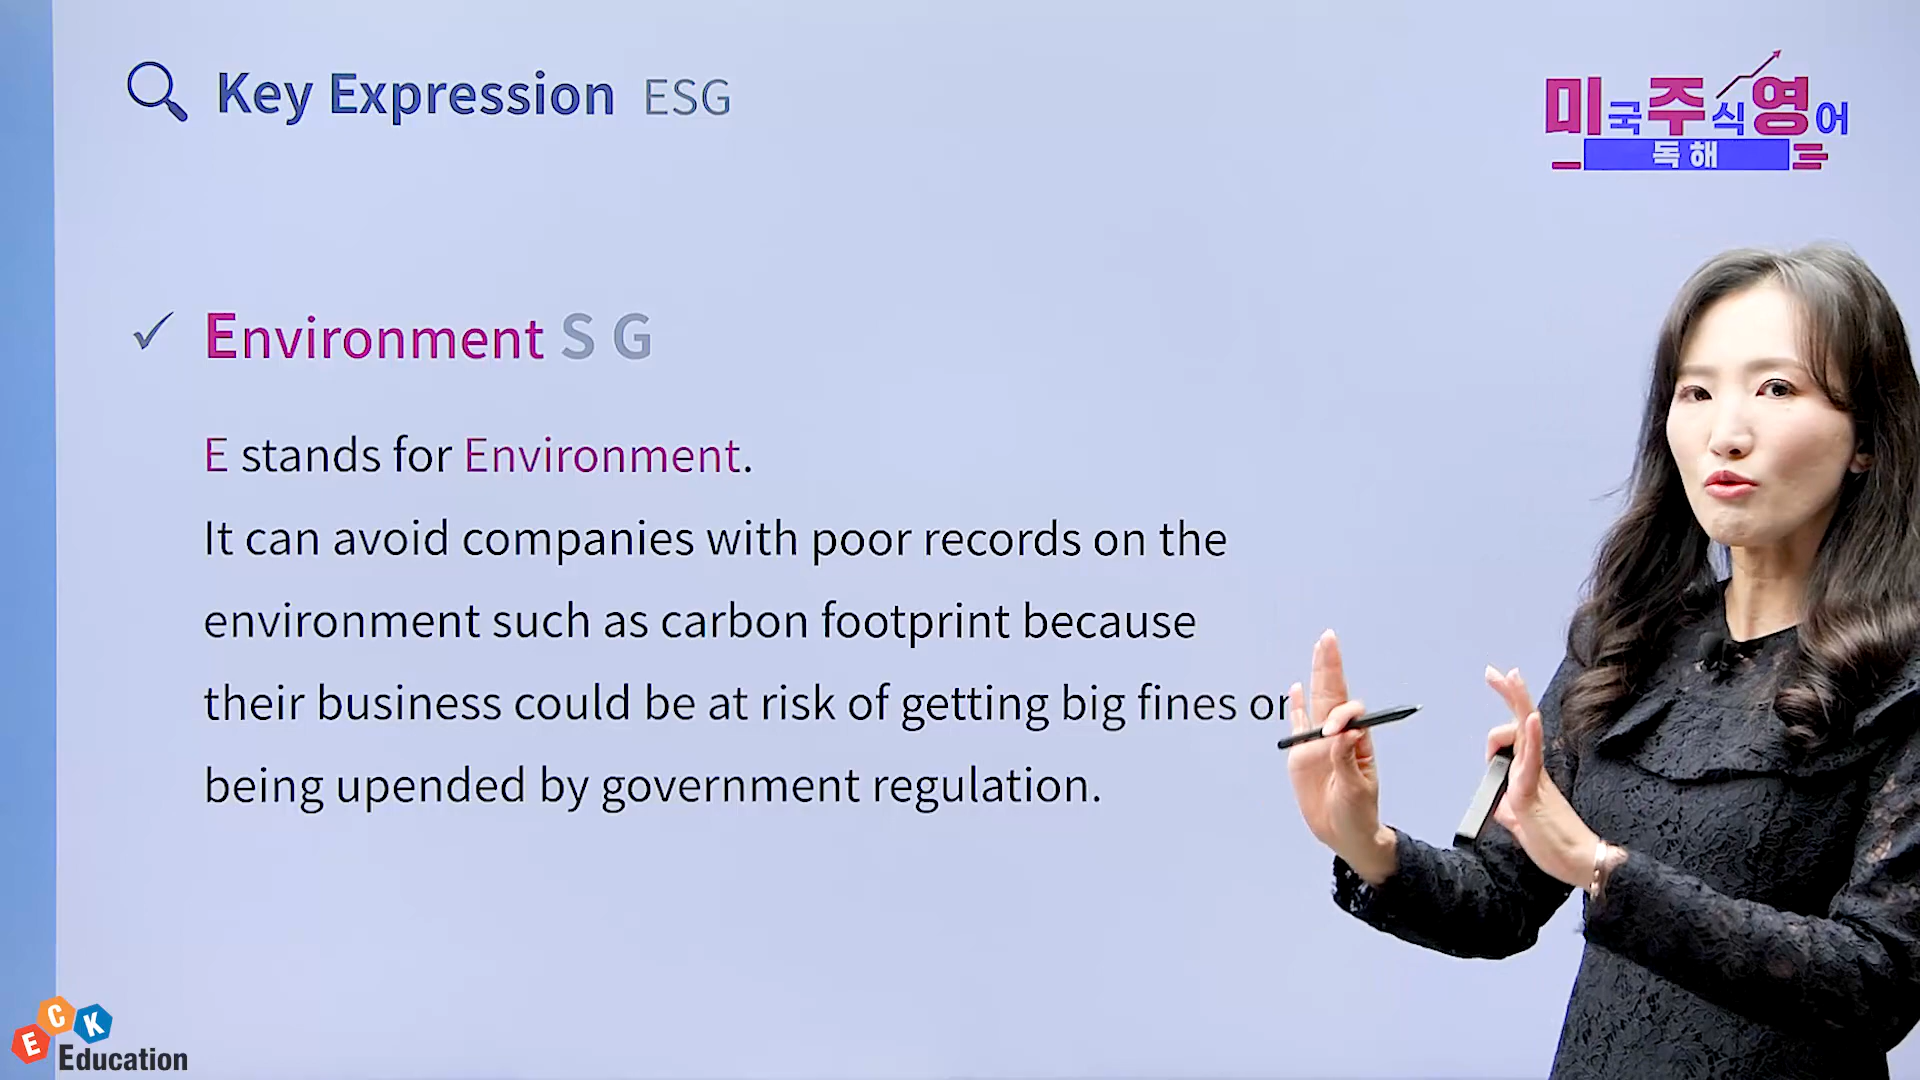 Key Expression ESG
미국주식영어
독해
Environment S G
E stands for Environment.
It can avoid companies with poor records on the
environment such as carbon footprint because
their business could be at risk of getting big fines or
being upended by government regulation.
ECK
Education